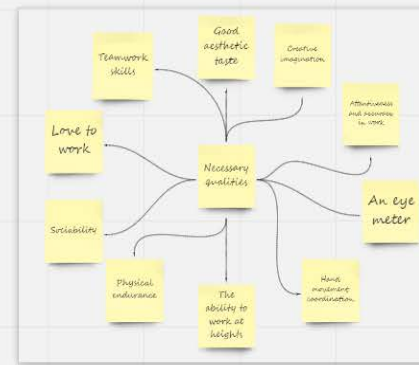 Good
aesthetic
taste
Creative
imagination
Teamwork
skills
Attentiveness
and accuracy
in work
Love to
work
Necessary
qualities
An eye
meter
Sociability
Physical
endurance
The
ability to
work at
heights
Hand
movement
coordination